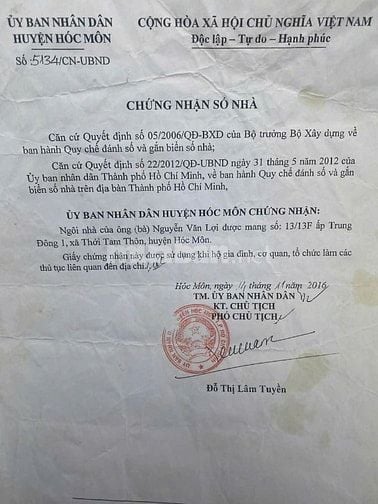 ỦY BAN NHÂN DÂN
HUYỆN HÓC MÔN
Số: 5134/CN-UBND
CỘNG HÒA XÃ HỘI CHỦ NGHĨA VIỆT NAM
Độc lập – Tự do – Hạnh phúc
CHỨNG NHẬN SỐ NHÀ
Căn cứ Quyết định số 05/2006/QĐ-BXD của Bộ trưởng Bộ Xây dựng về
ban hành Quy chế đánh số và gắn biển số nhà;
Căn cứ Quyết định số 22/2012/QĐ-UBND ngày 31 tháng 5 năm 2012 của
Ủy ban nhân dân Thành phố Hồ Chí Minh, về ban hành Quy chế đánh số và gắn
biển số nhà trên địa bàn Thành phố Hồ Chí Minh,
ỦY BAN NHÂN DÂN HUYỆN HÓC MÔN CHỨNG NHẬN:
Ngôi nhà của ông (bà) Nguyễn Văn Lợi được mang số: 13/13F ấp Trung
Đông 1, xã Thới Tam Thôn, huyện Hóc Môn.
Giấy chứng nhận này được sử dụng khi hộ gia đình, cơ quan, tổ chức làm các
thủ tục liên quan đến địa chỉ./.
Hóc Môn, ngày 14 tháng 11 năm 2016
TM. ỦY BAN NHÂN DÂN
KT. CHỦ TỊCH
PHÓ CHỦ TỊCH
Đỗ Thị Lâm Tuyền